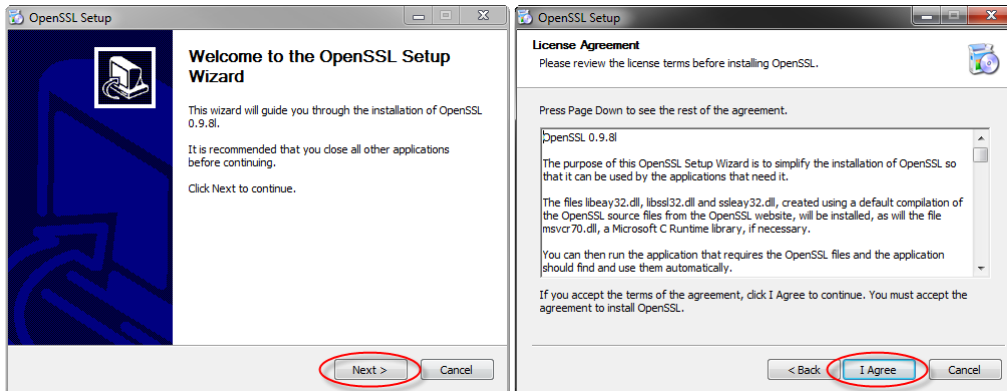 OpenSSL Setup
Welcome to the OpenSSL Setup
Wizard
This wizard will guide you through the installation of OpenSSL
0.9.8l.
It is recommended that you close all other applications
before continuing.
Click Next to continue.
Next >
Cancel
OpenSSL Setup
License Agreement
Please review the license terms before installing OpenSSL.
Press Page Down to see the rest of the agreement.
OpenSSL 0.9.8l
The purpose of this OpenSSL Setup Wizard is to simplify the installation of OpenSSL so
that it can be used by the applications that need it.
The files libeay32.dll, libssl32.dll and ssleay32.dll, created using a default compilation of
the OpenSSL source files from the OpenSSL website, will be installed, as will the file
msvcr70.dll, a Microsoft C Runtime library, if necessary.
You can then run the application that requires the OpenSSL files and the application
should find and use them automatically.
If you accept the terms of the agreement, click I Agree to continue. You must accept the
agreement to install OpenSSL.
< Back
I Agree
Cancel